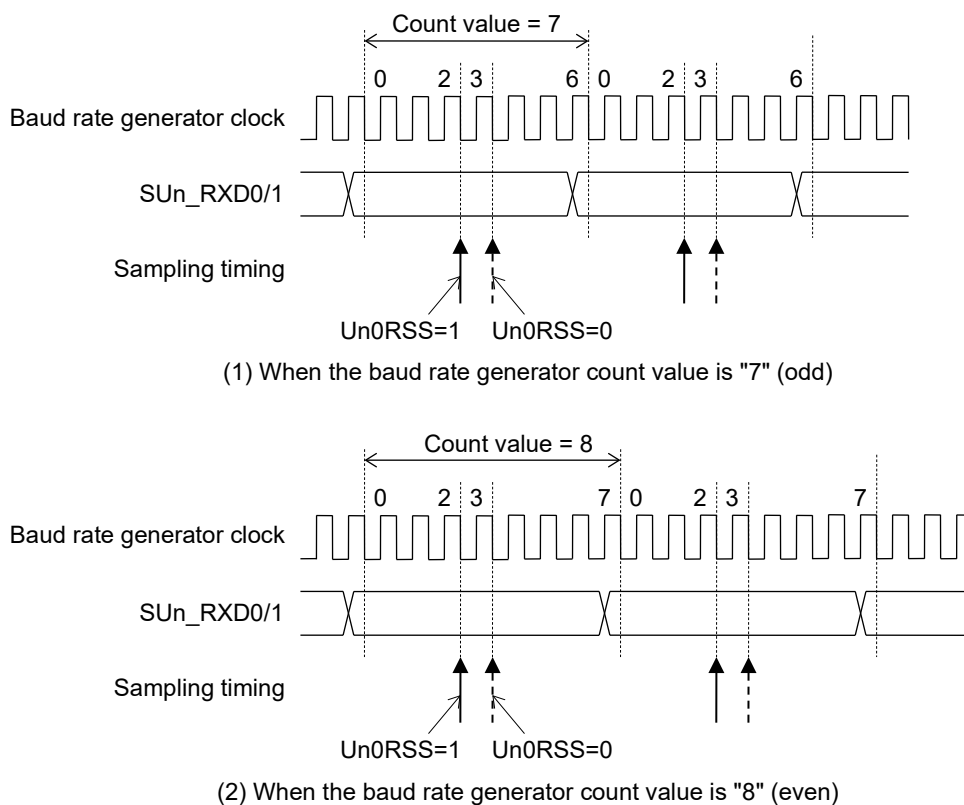 Count value = 7
0 2 3 6 0 2 3 6
Baud rate generator clock
SUn_RXD0/1
Sampling timing
Un0RSS=1 Un0RSS=0
(1) When the baud rate generator count value is "7" (odd)
Count value = 8
0 2 3 7 0 2 3 7
Baud rate generator clock
SUn_RXD0/1
Sampling timing
Un0RSS=1 Un0RSS=0
(2) When the baud rate generator count value is "8" (even)